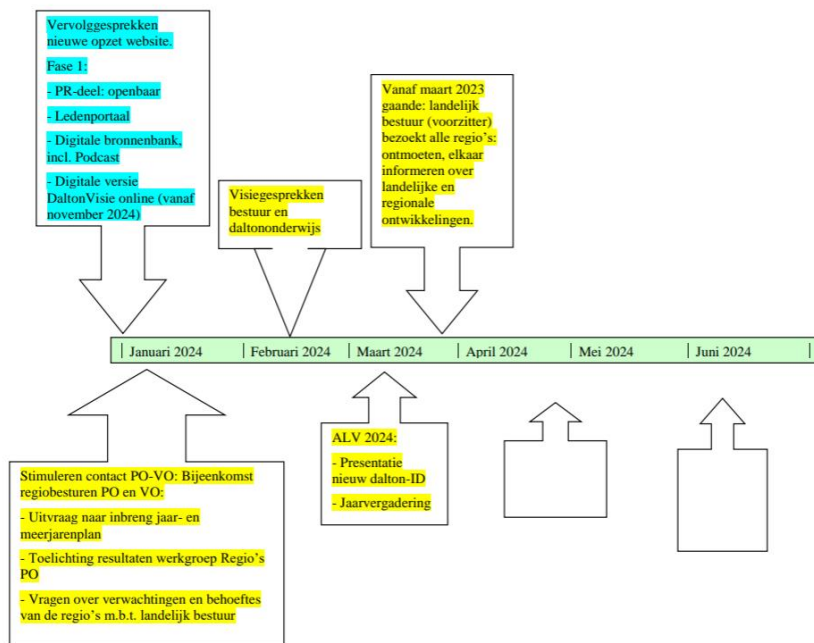 Vervolggesprekken
nieuwe opzet website.
Fase 1:
- PR-deel: openbaar
- Ledenportaal
- Digitale bronnenbank,
incl. Podcast
- Digitale versie
DaltonVisie online (vanaf
november 2024)
Visiegesprekken
bestuur en
daltononderwijs
Vanaf maart 2023
gaande: landelijk
bestuur (voorzitter)
bezoekt alle regio's:
ontmoeten, elkaar
informeren over
landelijke en
regionale
ontwikkelingen.
| Januari 2024 | Februari 2024 | Maart 2024 | April 2024 | Mei 2024 | Juni 2024 |
Stimuleren contact PO-VO: Bijeenkomst
regiobesturen PO en VO:
- Uitvraag naar inbreng jaar- en
meerjarenplan
- Toelichting resultaten werkgroep Regio's
PO
- Vragen over verwachtingen en behoeftes
van de regio's m.b.t. landelijk bestuur
ALV 2024:
- Presentatie
nieuw dalton-ID
- Jaarvergadering